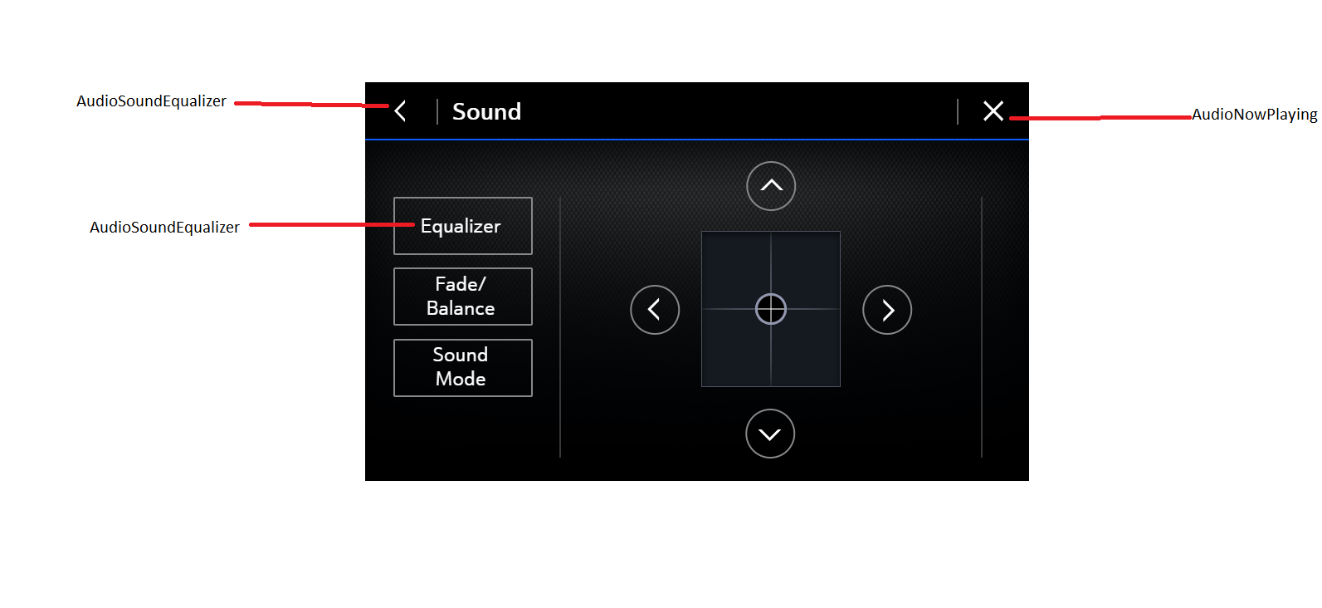 AudioSoundEqualizer
Sound
AudioNowPlaying
AudioSoundEqualizer
Equalizer
Fade/
Balance
Sound
Mode